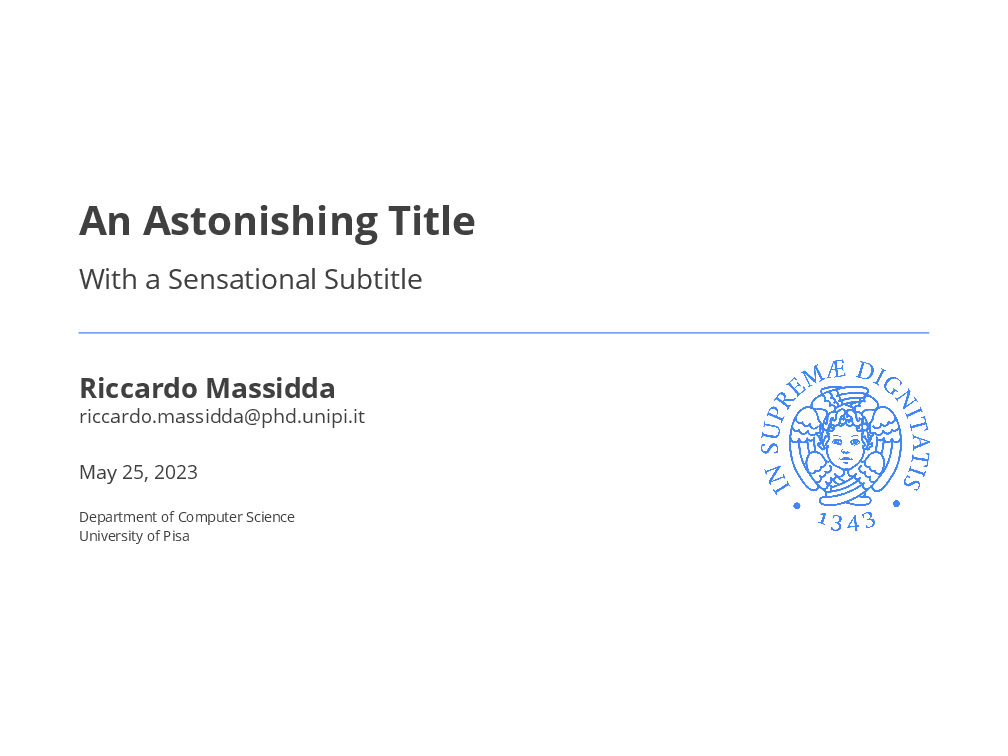 An Astonishing Title
With a Sensational Subtitle
Riccardo Massidda
riccardo.massidda@phd.unipi.it
May 25, 2023
Department of Computer Science
University of Pisa
IN SUPREMÆ DIGNITATIS
1343